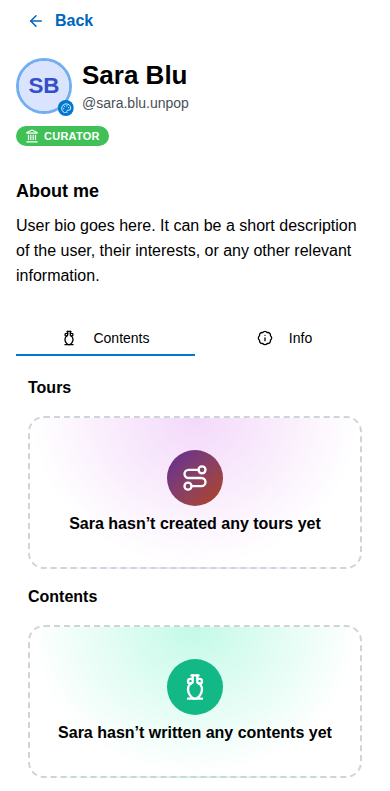 Back
SB
Sara Blu
@sara.blu.unpop
CURATOR
About me
User bio goes here. It can be a short description
of the user, their interests, or any other relevant
information.
Contents
Info
Tours
Sara hasn’t created any tours yet
Contents
Sara hasn’t written any contents yet